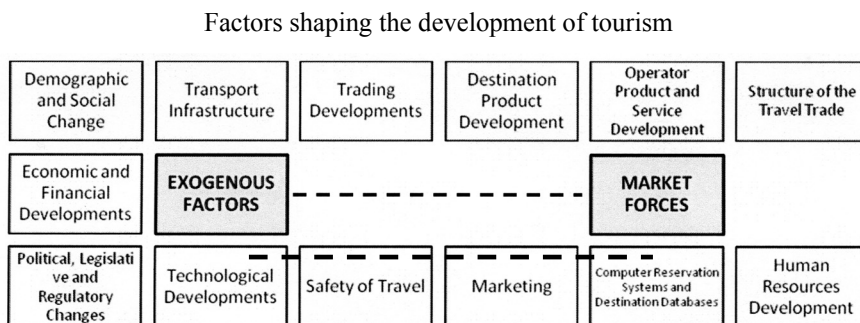 Factors shaping the development of tourism
Demographic
and Social
Change
Transport
Infrastructure
Trading
Developments
Destination
Product
Development
Operator
Product and
Service
Development
Structure of the
Travel Trade
Economic and
Financial
Developments
EXOGENOUS
FACTORS
MARKET
FORCES
Political, Legislati
ve and
Regulatory
Changes
Technological
Developments
Safety of Travel
Marketing
Computer Reservation
Systems and
Destination Databases
Human
Resources
Development